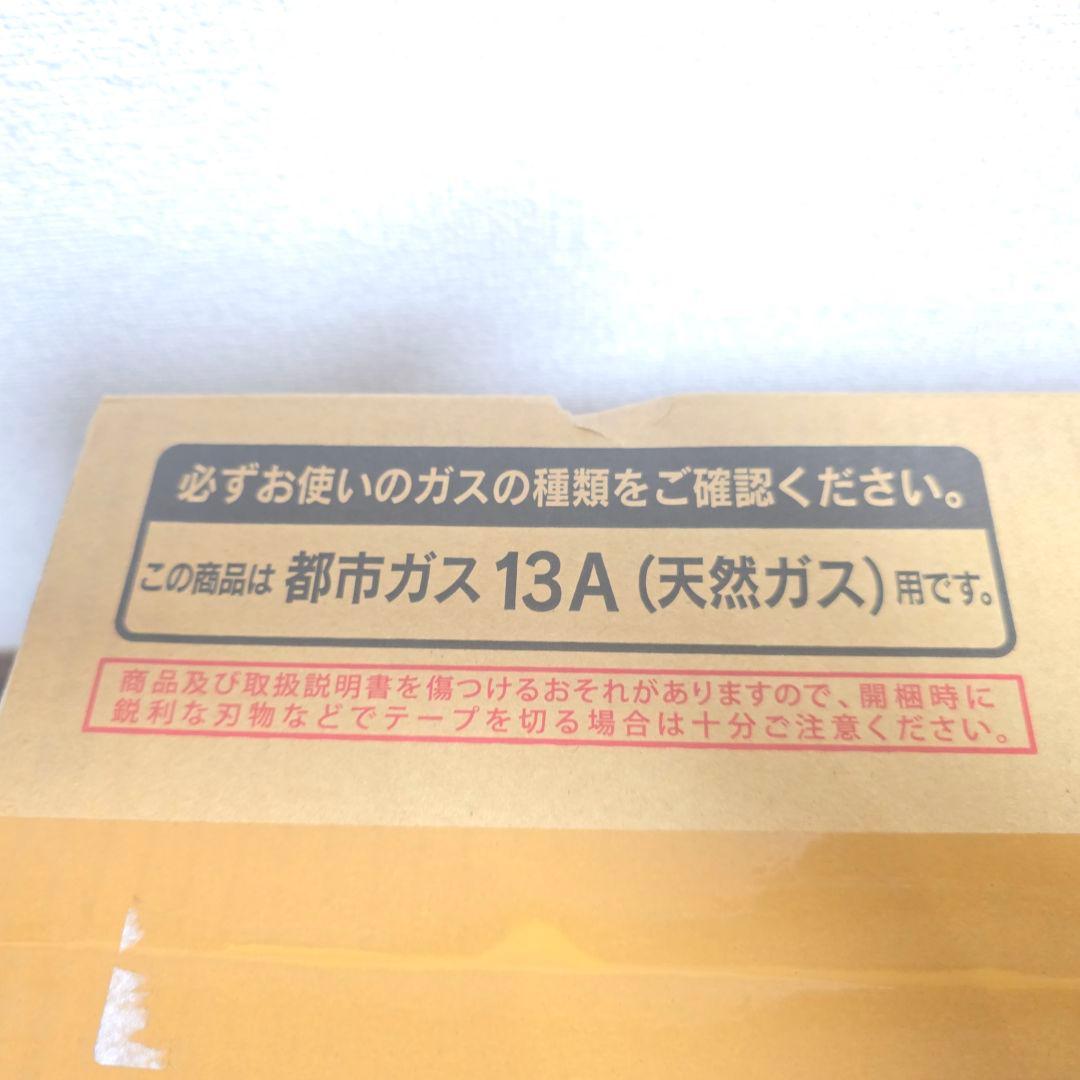 必ずお使いのガスの種類をご確認ください。
この商品は 都市ガス 13A (天然ガス) 用です。
商品及び取扱説明書を傷つけるおそれがありますので、開梱時に
鋭利な刃物などでテープを切る場合は十分ご注意ください。